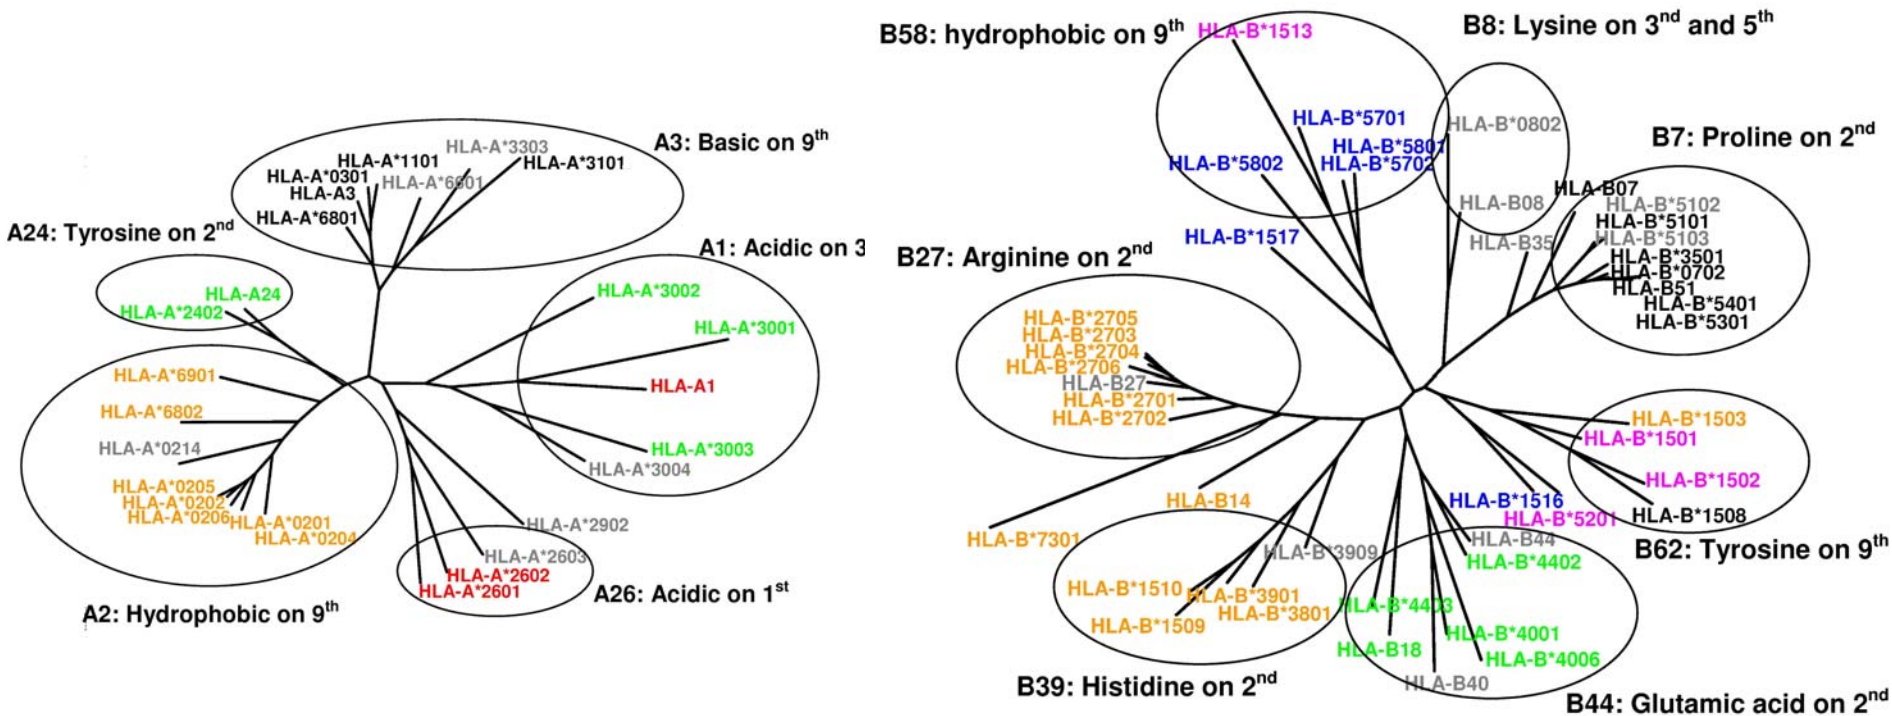 A3: Basic on 9th
HLA-A*3303
HLA-A*1101
HLA-A*3101
HLA-A*0301
HLA-A*6601
HLA-A3
HLA-A*6801
A24: Tyrosine on 2nd
HLA-A24
HLA-A*2402
A1: Acidic on 3
HLA-A*3002
HLA-A*3001
HLA-A1
HLA-A*3003
HLA-A*3004
HLA-A*6901
HLA-A*6802
HLA-A*0214
HLA-A*0205
HLA-A*0202
HLA-A*0206
HLA-A*0201
HLA-A*0204
A2: Hydrophobic on 9th
HLA-A*2902
HLA-A*2603
HLA-A*2602
HLA-A*2601
A26: Acidic on 1st
B58: hydrophobic on 9th
HLA-B*1513
HLA-B*5701
HLA-B*5801
HLA-B*5802
HLA-B*5702
HLA-B*1517
B8: Lysine on 3nd and 5th
HLA-B*0802
HLA-B08
HLA-B35
B7: Proline on 2nd
HLA-B07
HLA-B*5102
HLA-B*5101
HLA-B*5103
HLA-B*3501
HLA-B*0702
HLA-B51
HLA-B*5401
HLA-B*5301
B27: Arginine on 2nd
HLA-B*2705
HLA-B*2703
HLA-B*2704
HLA-B*2706
HLA-B27
HLA-B*2701
HLA-B*2702
HLA-B*7301
HLA-B14
HLA-B*1503
HLA-B*1501
HLA-B*1502
HLA-B*1516
HLA-B*5201
HLA-B*1508
B62: Tyrosine on 9th
HLA-B*3909
HLA-B*1510
HLA-B*3901
HLA-B*3801
HLA-B*1509
B39: Histidine on 2nd
HLA-B44
HLA-B*4402
HLA-B*4403
HLA-B*4001
HLA-B18
HLA-B*4006
HLA-B40
B44: Glutamic acid on 2nd